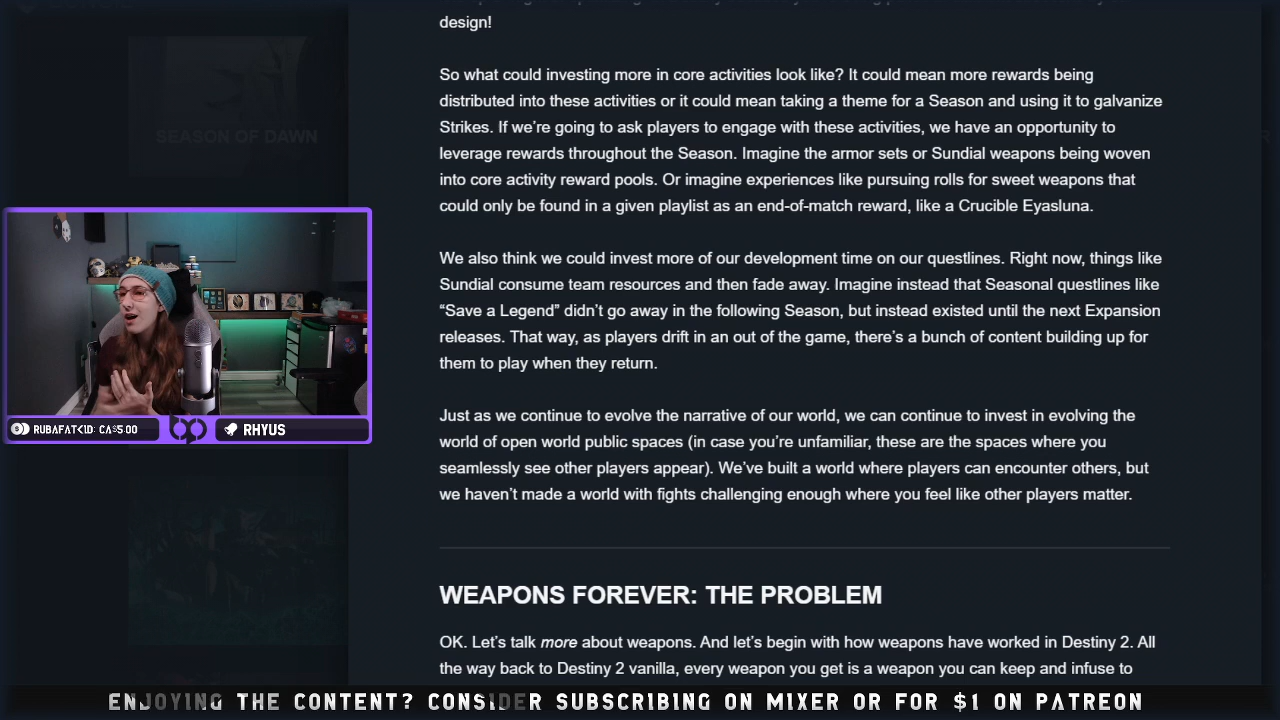 design!
So what could investing more in core activities look like? It could mean more rewards being
distributed into these activities or it could mean taking a theme for a Season and using it to galvanize
Strikes. If we're going to ask players to engage with these activities, we have an opportunity to
leverage rewards throughout the Season. Imagine the armor sets or Sundial weapons being woven
into core activity reward pools. Or imagine experiences like pursuing rolls for sweet weapons that
could only be found in a given playlist as an end-of-match reward, like a Crucible Eyasluna.
We also think we could invest more of our development time on our questlines. Right now, things like
Sundial consume team resources and then fade away. Imagine instead that Seasonal questlines like
“Save a Legend” didn't go away in the following Season, but instead existed until the next Expansion
releases. That way, as players drift in an out of the game, there's a bunch of content building up for
them to play when they return.
Just as we continue to evolve the narrative of our world, we can continue to invest in evolving the
world of open world public spaces (in case you're unfamiliar, these are the spaces where you
seamlessly see other players appear). We've built a world where players can encounter others, but
we haven't made a world with fights challenging enough where you feel like other players matter.
WEAPONS FOREVER: THE PROBLEM
OK. Let's talk more about weapons. And let's begin with how weapons have worked in Destiny 2. All
the way back to Destiny 2 vanilla, every weapon you get is a weapon you can keep and infuse to
SEASON OF DAWN
RUBAFATK1D: CA$5.00
RHYUS
ENJOYING THE CONTENT? CONSIDER SUBSCRIBING ON MIXER OR FOR $1 ON PATREON